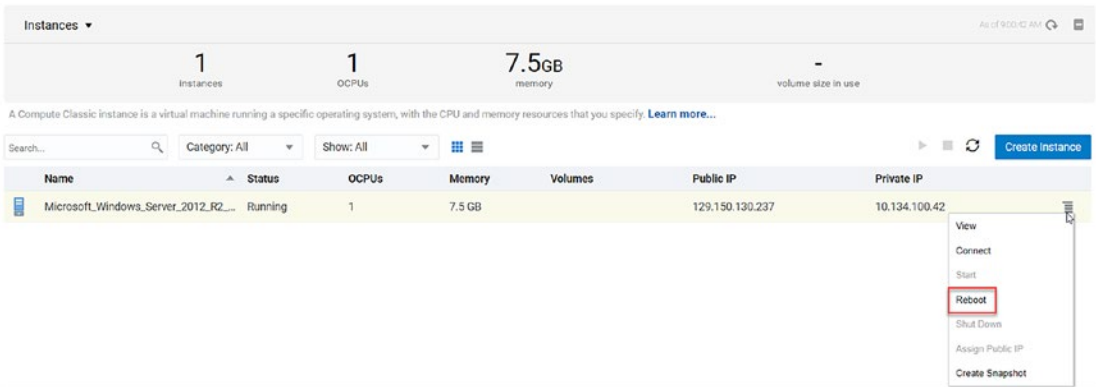 Instances
As of 9:00:42 AM
1
instances
1
OCPUs
7.5GB
memory
-
volume size in use
A Compute Classic instance is a virtual machine running a specific operating system, with the CPU and memory resources that you specify. Learn more...
Search...
Category: All
Show: All
Create Instance
Name Status OCPUs Memory Volumes Public IP Private IP
Microsoft_Windows_Server_2012_R2_... Running 1 7.5 GB 129.150.130.237 10.134.100.42
View
Connect
Start
Reboot
Shut Down
Assign Public IP
Create Snapshot